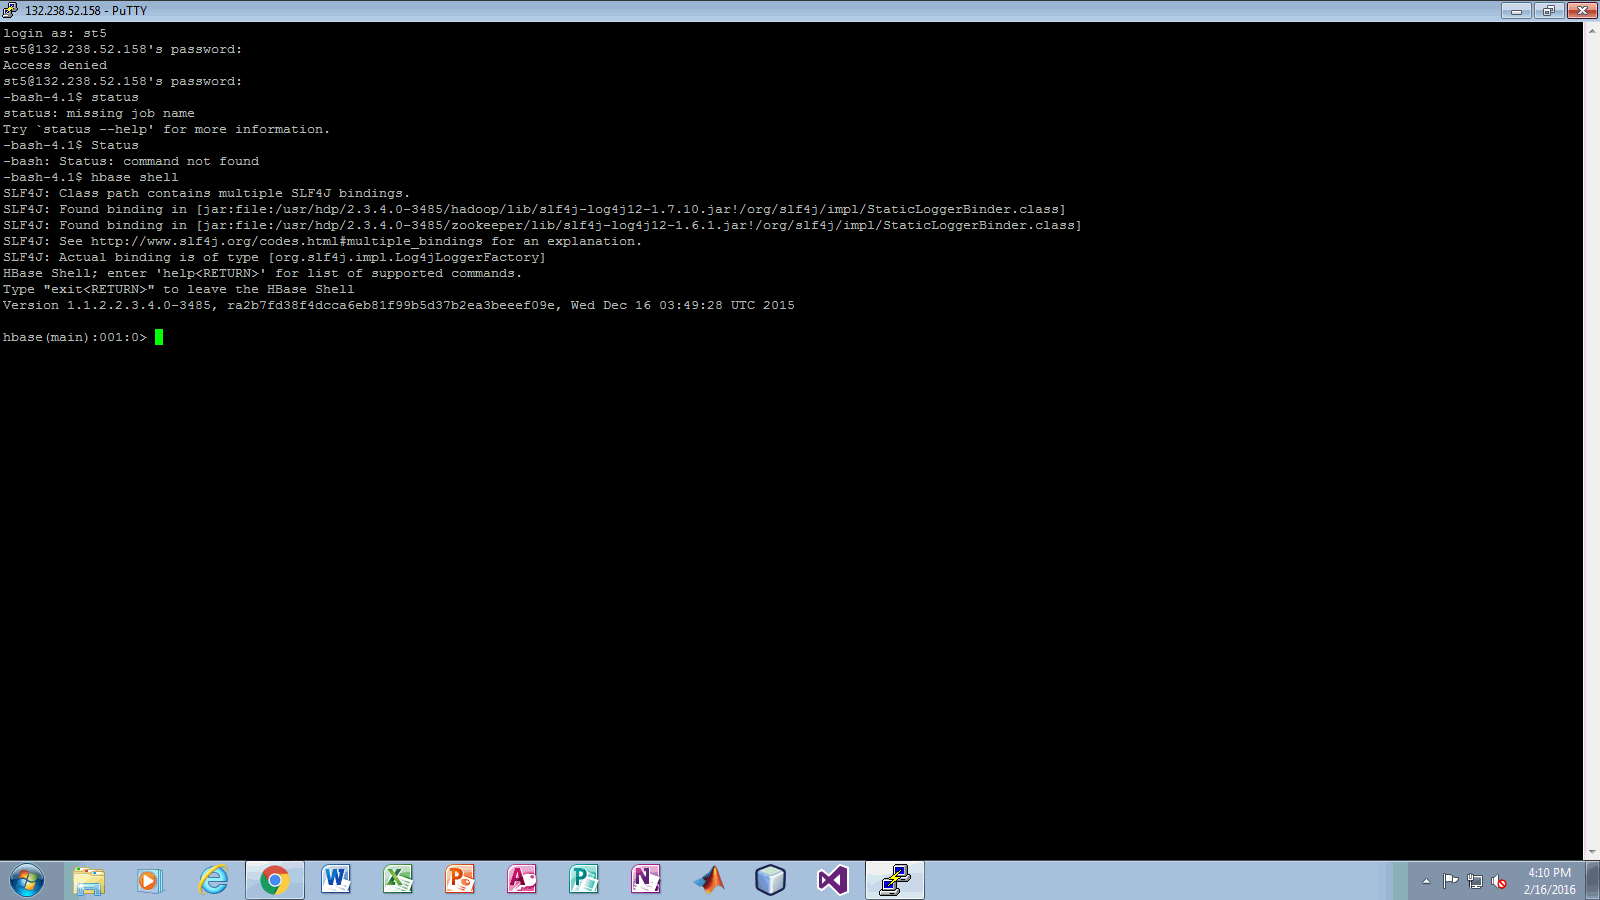 132.238.52.158 - PuTTY
login as: st5
st5@132.238.52.158's password:
Access denied
st5@132.238.52.158's password:
-bash-4.1$ status
status: missing job name
Try `status --help' for more information.
-bash-4.1$ Status
-bash: Status: command not found
-bash-4.1$ hbase shell
SLF4J: Class path contains multiple SLF4J bindings.
SLF4J: Found binding in [jar:file:/usr/hdp/2.3.4.0-3485/hadoop/lib/slf4j-log4j12-1.7.10.jar!/org/slf4j/impl/StaticLoggerBinder.class]
SLF4J: Found binding in [jar:file:/usr/hdp/2.3.4.0-3485/zookeeper/lib/slf4j-log4j12-1.6.1.jar!/org/slf4j/impl/StaticLoggerBinder.class]
SLF4J: See http://www.slf4j.org/codes.html#multiple_bindings for an explanation.
SLF4J: Actual binding is of type [org.slf4j.impl.Log4jLoggerFactory]
HBase Shell; enter 'help<RETURN>' for list of supported commands.
Type "exit<RETURN>" to leave the HBase Shell
Version 1.1.2.2.3.4.0-3485, ra2b7fd38f4dcca6eb81f99b5d37b2ea3beeef09e, Wed Dec 16 03:49:28 UTC 2015
hbase(main):001:0>
4:10 PM
2/16/2016